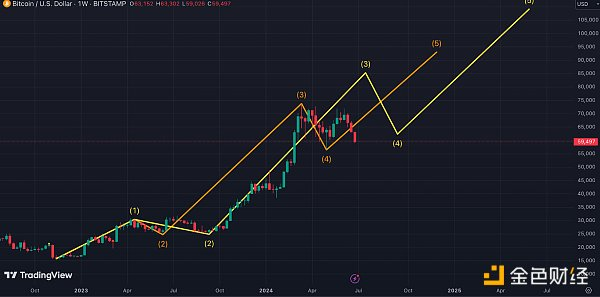 Bitcoin / U.S. Dollar · 1W · BITSTAMP O63,152 H63,302 L59,026 C59,497
USD
(5)
105,000
100,000
95,000
(5)
90,000
(3)
85,000
80,000
(3)
75,000
70,000
65,000
59,497
(4)
(4)
55,000
50,000
45,000
40,000
35,000
(1)
30,000
(2)
(2)
25,000
20,000
15,000
10,000
5,000
TradingView
金色财经
0
Oct
2023
Apr
Jul
Oct
2024
Apr
Jul
Oct
2025
Apr
Jul